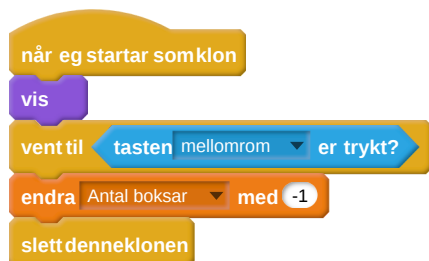 når eg startar som klon
vis
vent til tasten mellomrom er trykt?
endra Antal boksar med -1
slett denne klonen